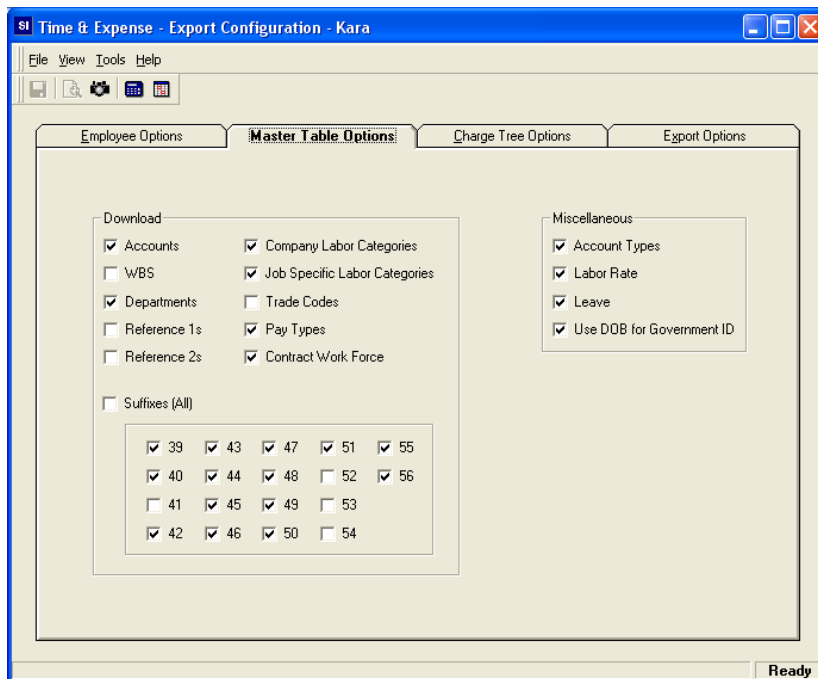 SI Time & Expense - Export Configuration - Kara
File View Tools Help
Employee Options Master Table Options Charge Tree Options Export Options
Download Miscellaneous
Accounts Company Labor Categories Account Types
WBS Job Specific Labor Categories Labor Rate
Departments Trade Codes Leave
Reference 1s Pay Types Use DOB for Government ID
Reference 2s Contract Work Force
Suffixes (All)
39 43 47 51 55
40 44 48 52 56
41 45 49 53
42 46 50 54
Ready